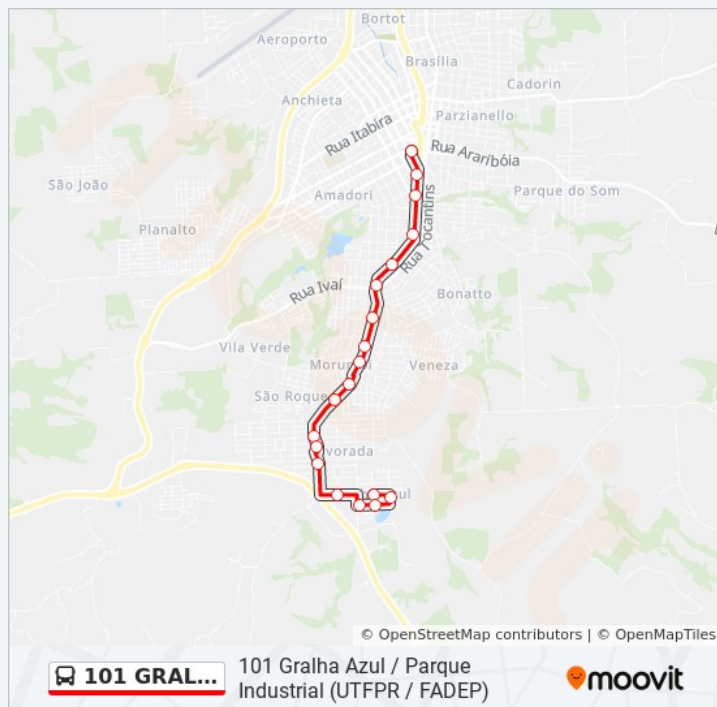 Bortot
Aeroporto
Brasília
Cadorin
Anchieta
Parzianello
Rua Itabira
Rua Araribóia
São João
Amadori
Parque do Som
Planalto
Rua Tocantins
Rua Ivaí
Bonatto
Vila Verde
Veneza
São Roque
© OpenStreetMap contributors | © OpenMapTiles
101 GRAL...
101 Gralha Azul / Parque
Industrial (UTFPR / FADEP)
moovit